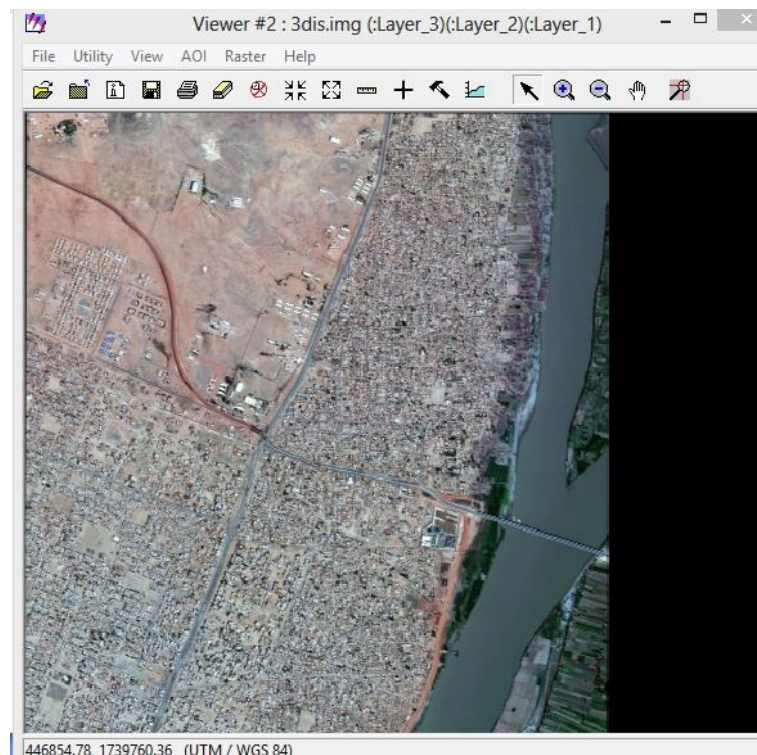 Viewer #2 : 3dis.img (:Layer_3)(:Layer_2)(:Layer_1)
File Utility View AOI Raster Help
446854.78, 1739760.36 (UTM / WGS 84)